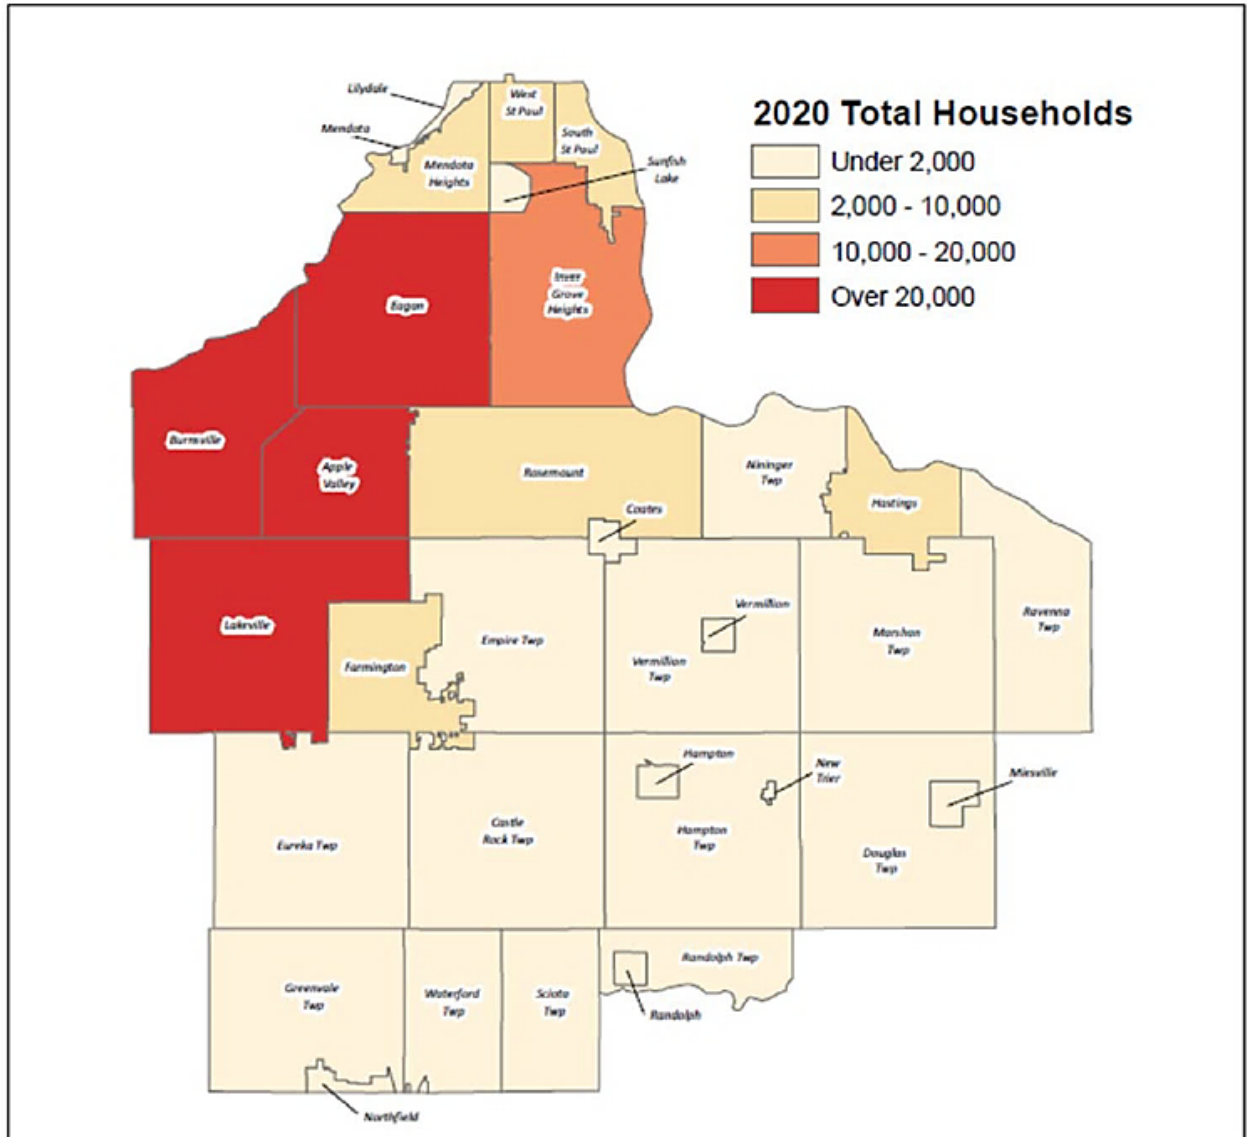 2020 Total Households
Under 2,000
2,000 - 10,000
10,000 - 20,000
Over 20,000
Lilydale
Mendota
West
St Paul
South
St Paul
Mendota
Heights
Sunfish
Lake
Eagan
Inver
Grove
Heights
Burnsville
Apple
Valley
Rosemount
Coates
Nininger
Twp
Hastings
Lakeville
Farmington
Empire Twp
Vermillion
Vermillion
Twp
Marshan
Twp
Ravenna
Twp
Eureka Twp
Castle
Rock Twp
Hampton
Hampton
Twp
New
Trier
Miesville
Douglas
Twp
Greenvale
Twp
Waterford
Twp
Sciota
Twp
Randolph Twp
Randolph
Northfield